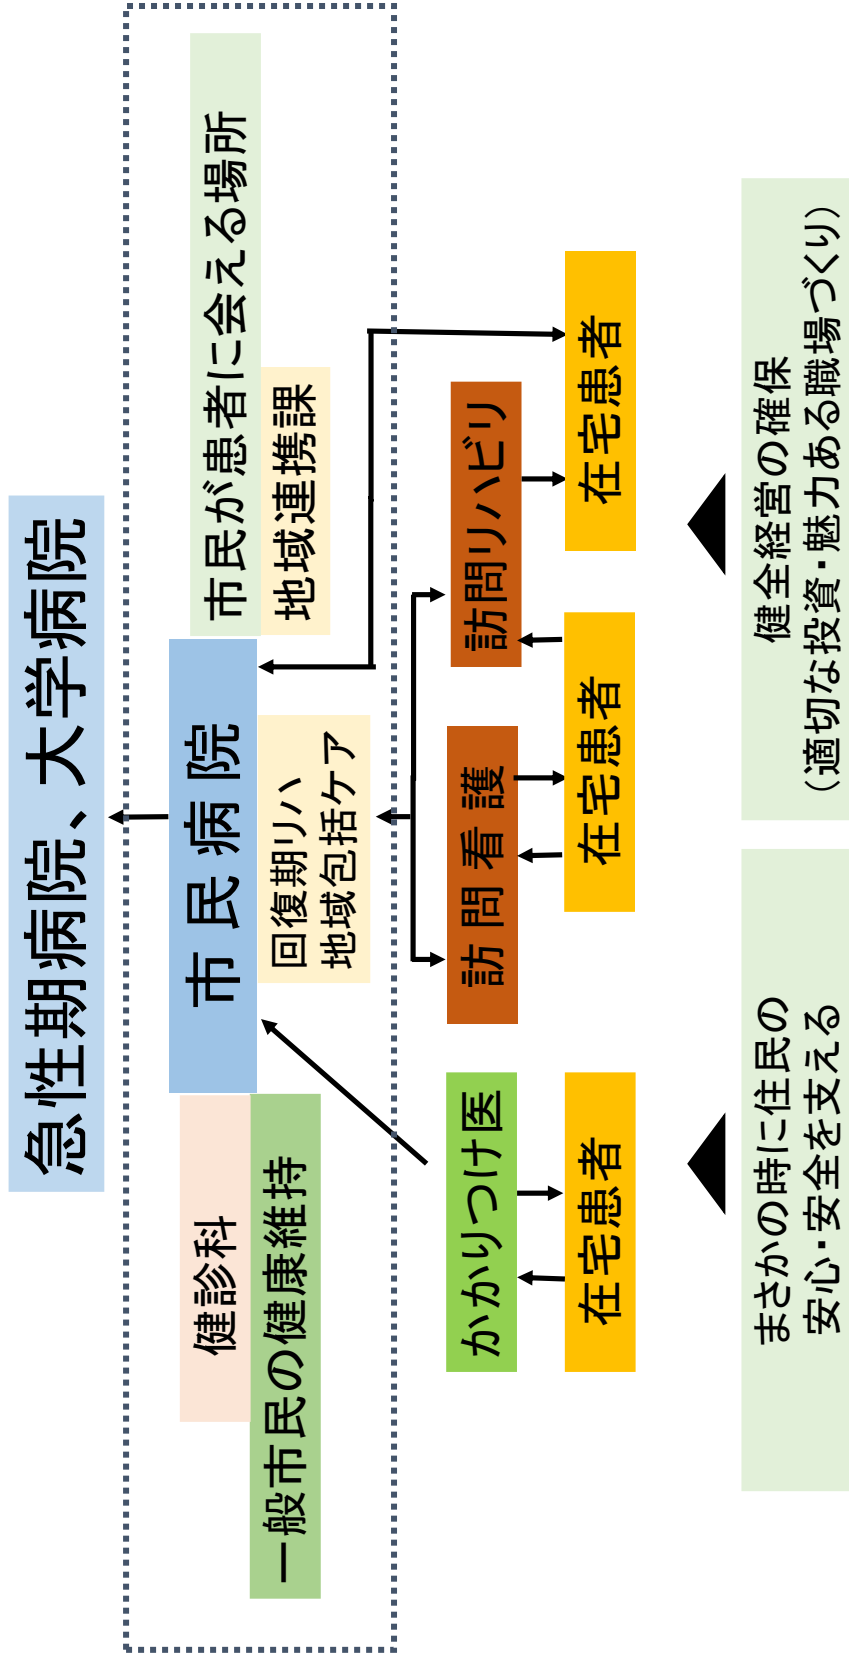 急性期病院、大学病院
健診科
一般市民の健康維持
市民病院
回復期リハ
地域包括ケア
市民が患者に会える場所
地域連携課
かかりつけ医
訪問看護
訪問リハビリ
在宅患者
在宅患者
在宅患者
まさかの時に住民の
安心・安全を支える
健全経営の確保
（適切な投資・魅力ある職場づくり）